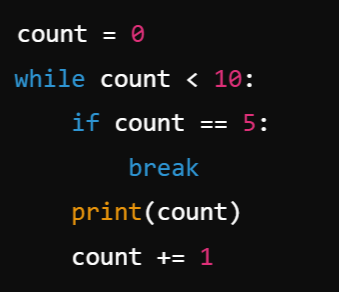 count = 0
while count < 10:
    if count == 5:
        break
    print(count)
    count += 1